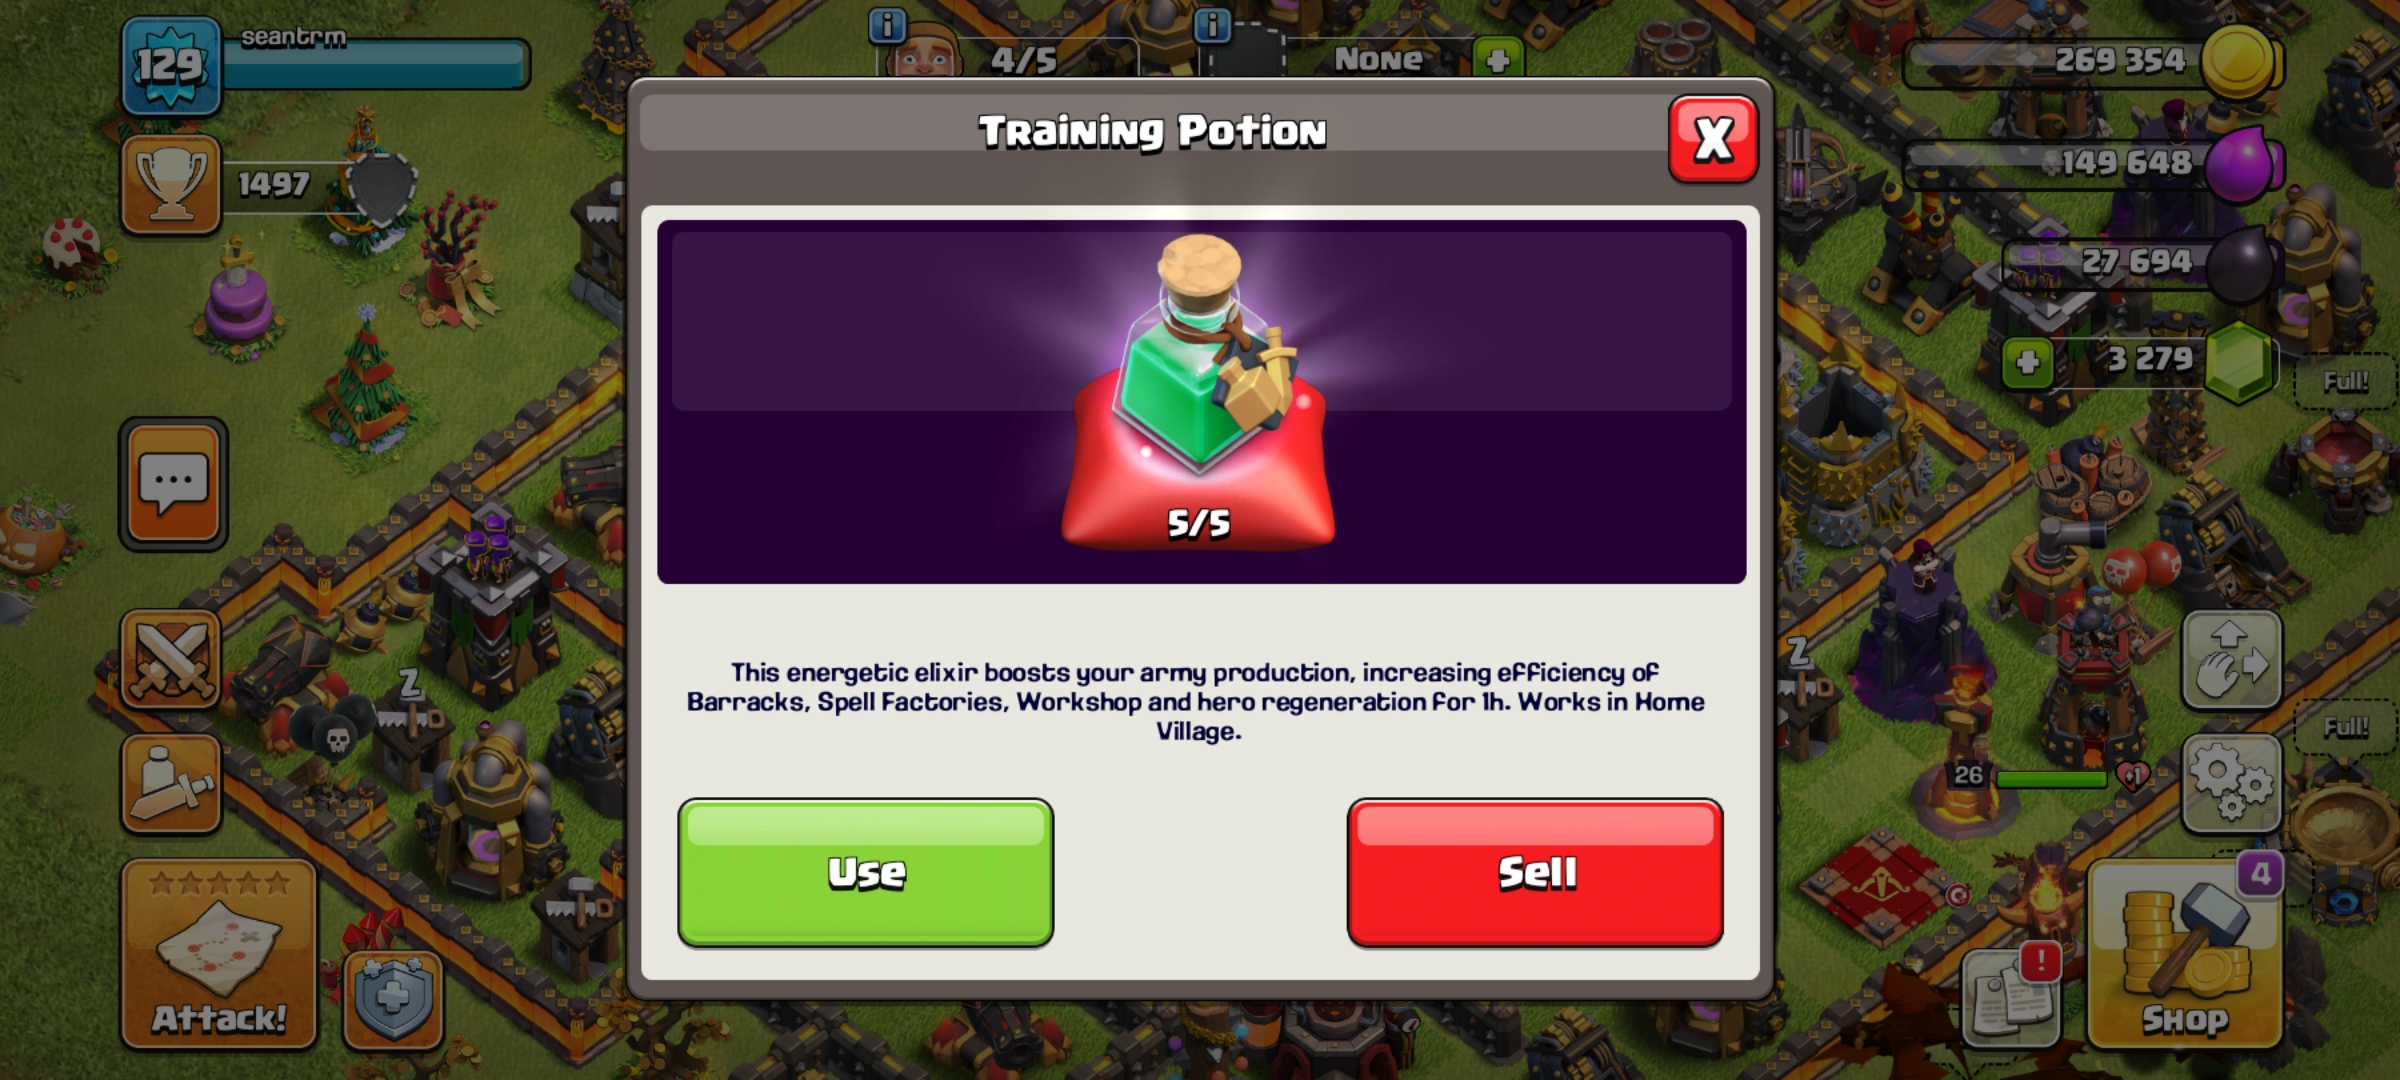 seantrm
129
4/5
None
269 354
Training Potion
X
1497
149 648
27 694
3 279
Full!
5/5
This energetic elixir boosts your army production, increasing efficiency of
Barracks, Spell Factories, Workshop and hero regeneration for 1h. Works in Home
Village.
Z
Z
Full!
26
+1
Use
Sell
4
!
Attack!
Shop